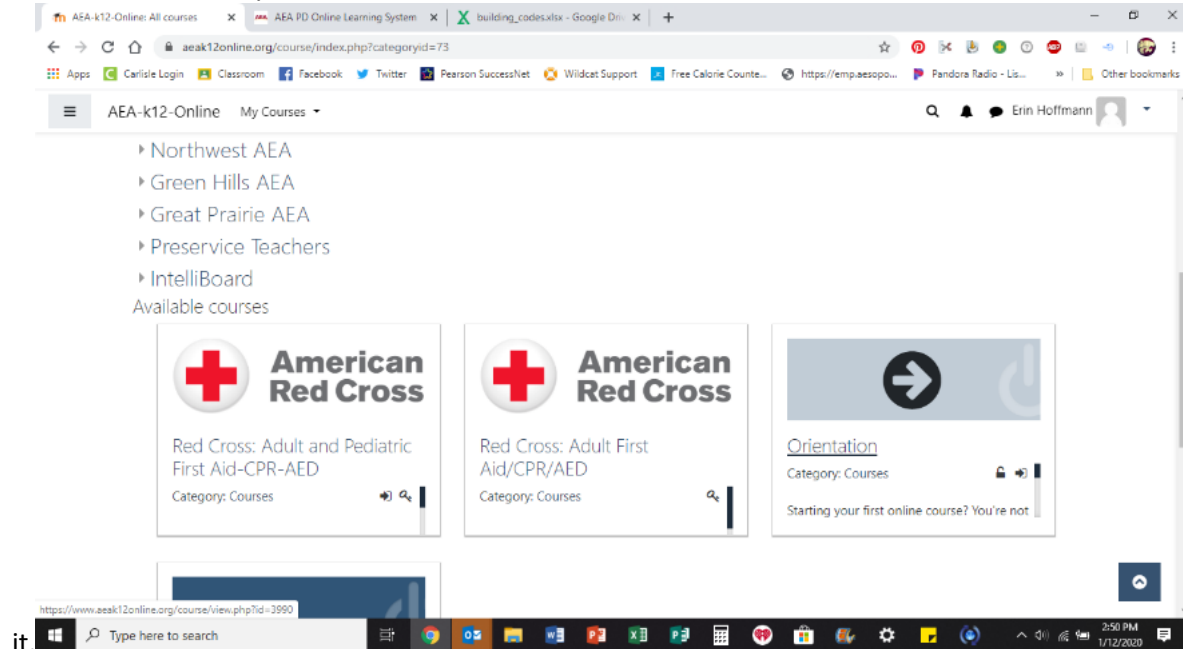 AEA-k12-Online: All courses
AEA PD Online Learning System
building_codes.xlsx - Google Driv
aeak12online.org/course/index.php?categoryid=73
Apps Carlisle Login Classroom Facebook Twitter Pearson SuccessNet Wildcat Support Free Calorie Counte... https://emp.aesopo... Pandora Radio - Lis... » Other bookmarks
AEA-k12-Online My Courses Erin Hoffmann
Northwest AEA
Green Hills AEA
Great Prairie AEA
Preservice Teachers
IntelliBoard
Available courses
American
Red Cross
Red Cross: Adult and Pediatric
First Aid-CPR-AED
Category: Courses
American
Red Cross
Red Cross: Adult First
Aid/CPR/AED
Category: Courses
Orientation
Category: Courses
Starting your first online course? You're not
https://www.aeak12online.org/course/view.php?id=3990
it.
Type here to search
2:50 PM
1/12/2020